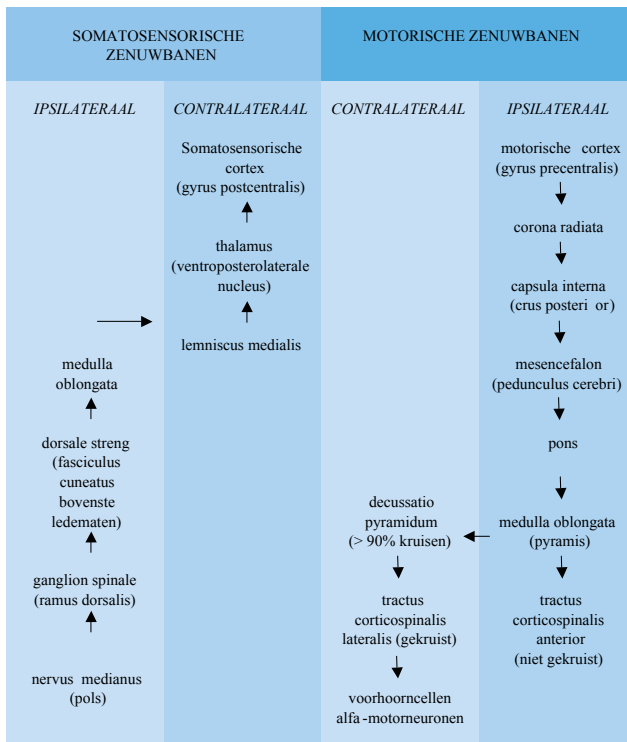 SOMATOSENSORISCHE
ZENUWBANEN
MOTORISCHE ZENUWBANEN
IPSILATERAAL
CONTRALATERAAL
CONTRALATERAAL
IPSILATERAAL
medulla
oblongata
dorsale streng
(fasciculus
cuneatus
bovenste
ledematen)
ganglion spinale
(ramus dorsalis)
nervus medianus
(pols)
Somatosensorische
cortex
(gyrus postcentralis)
thalamus
(ventroposterolaterale
nucleus)
lemniscus medialis
decussatio
pyramidum
(> 90% kruisen)
tractus
corticospinalis
lateralis (gekruist)
voorhoorncellen
alfa -motorneuronen
motorische cortex
(gyrus precentralis)
corona radiata
capsula interna
(crus posteri or)
mesencefalon
(pedunculus cerebri)
pons
medulla oblongata
(pyramis)
tractus
corticospinalis
anterior
(niet gekruist)